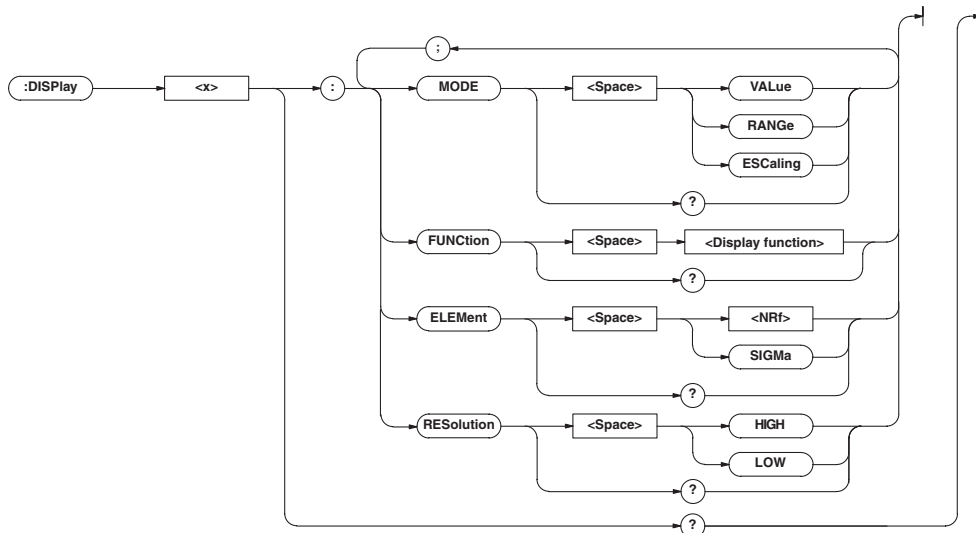 ;
:DISPlay <x> : MODE <Space> VALue
RANGe
ESCaling
?
FUNCtion <Space> <Display function>
?
ELEMent <Space> <NRf>
SIGMa
?
RESolution <Space> HIGH
LOW
?
?